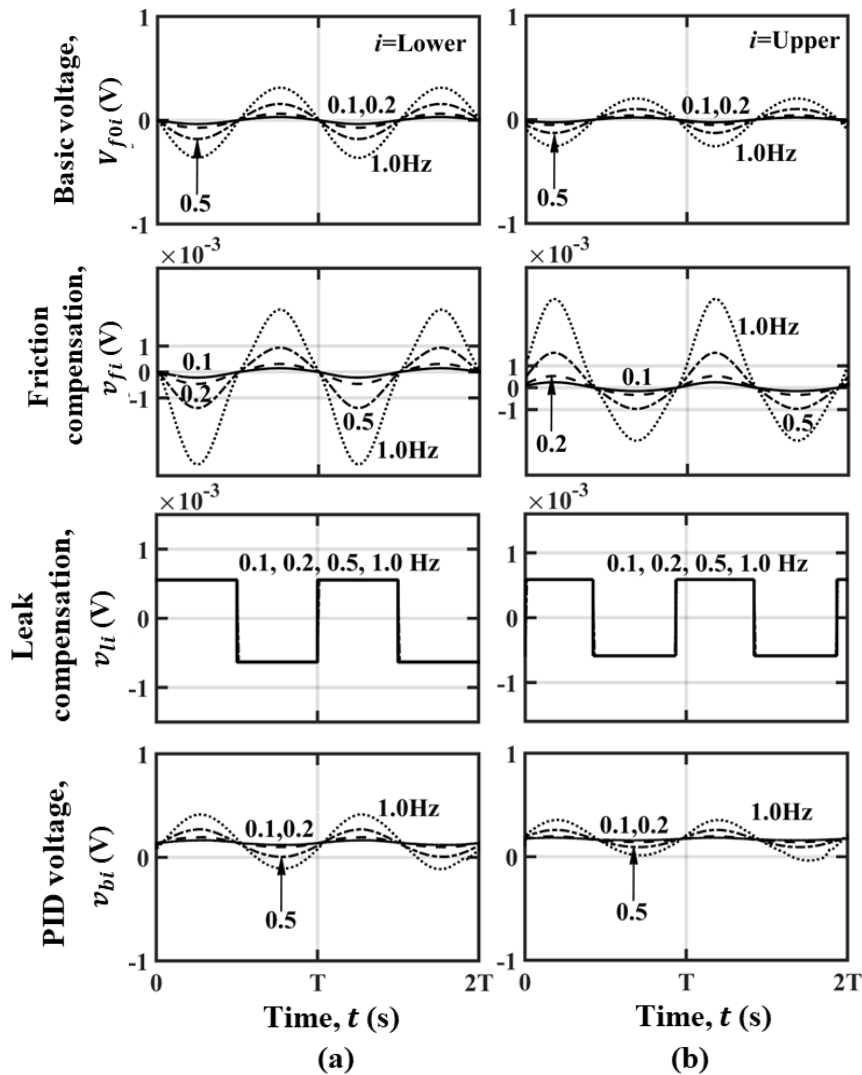 Basic voltage,
V_f0i (V)
1
0
-1
i=Lower
0.1,0.2
1.0Hz
0.5
1
0
-1
i=Upper
0.1,0.2
1.0Hz
0.5
Friction
compensation,
v_fi (V)
×10⁻³
1
0
-1
0.1
0.2
0.5
1.0Hz
×10⁻³
1
0
-1
1.0Hz
0.1
0.2
0.5
Leak
compensation,
v_li (V)
×10⁻³
1
0
-1
0.1, 0.2, 0.5, 1.0 Hz
×10⁻³
1
0
-1
0.1, 0.2, 0.5, 1.0 Hz
PID voltage,
v_bi (V)
1
0
-1
1.0Hz
0.1,0.2
0.5
0 T 2T
Time, t (s)
(a)
1
0
-1
1.0Hz
0.1,0.2
0.5
0 T 2T
Time, t (s)
(b)